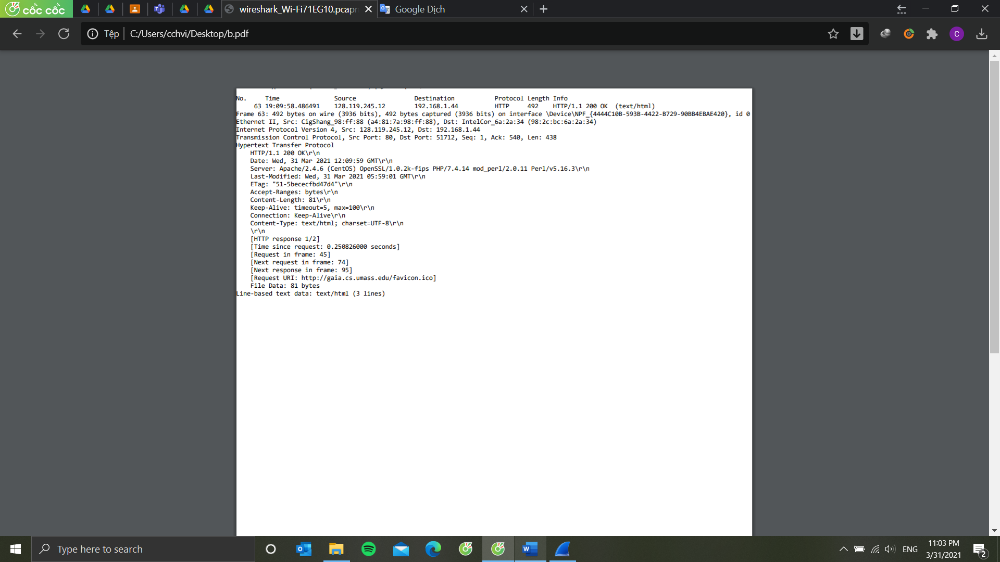 cốc cốc
wireshark_Wi-Fi71EG10.pcapn
Google Dịch
Tệp
C:/Users/cchvi/Desktop/b.pdf
C
No. Time Source Destination Protocol Length Info
63 19:09:58.486491 128.119.245.12 192.168.1.44 HTTP 492 HTTP/1.1 200 OK (text/html)
Frame 63: 492 bytes on wire (3936 bits), 492 bytes captured (3936 bits) on interface \Device\NPF_{4444C10B-593B-4422-B729-90BB4EBAE420}, id 0
Ethernet II, Src: CigShang_98:ff:88 (a4:81:7a:98:ff:88), Dst: IntelCor_6a:2a:34 (98:2c:bc:6a:2a:34)
Internet Protocol Version 4, Src: 128.119.245.12, Dst: 192.168.1.44
Transmission Control Protocol, Src Port: 80, Dst Port: 51712, Seq: 1, Ack: 540, Len: 438
Hypertext Transfer Protocol
HTTP/1.1 200 OK\r\n
Date: Wed, 31 Mar 2021 12:09:59 GMT\r\n
Server: Apache/2.4.6 (CentOS) OpenSSL/1.0.2k-fips PHP/7.4.14 mod_perl/2.0.11 Perl/v5.16.3\r\n
Last-Modified: Wed, 31 Mar 2021 05:59:01 GMT\r\n
ETag: "51-5bececfbd47d4"\r\n
Accept-Ranges: bytes\r\n
Content-Length: 81\r\n
Keep-Alive: timeout=5, max=100\r\n
Connection: Keep-Alive\r\n
Content-Type: text/html; charset=UTF-8\r\n
\r\n
[HTTP response 1/2]
[Time since request: 0.250826000 seconds]
[Request in frame: 45]
[Next request in frame: 74]
[Next response in frame: 95]
[Request URI: http://gaia.cs.umass.edu/favicon.ico]
File Data: 81 bytes
Line-based text data: text/html (3 lines)
Type here to search
ENG
11:03 PM
3/31/2021
2